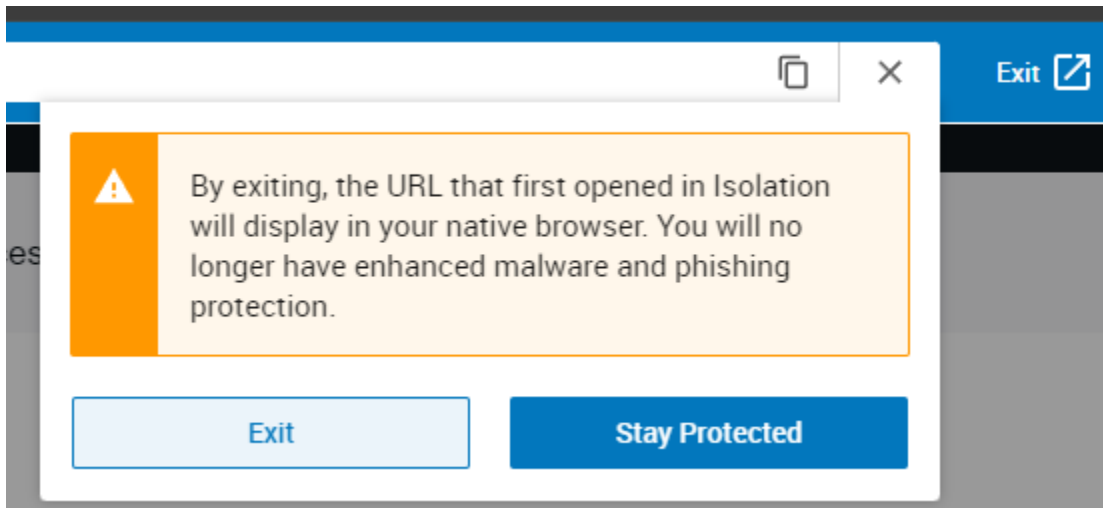 Exit
By exiting, the URL that first opened in Isolation
will display in your native browser. You will no
longer have enhanced malware and phishing
protection.
ces
Exit
Stay Protected